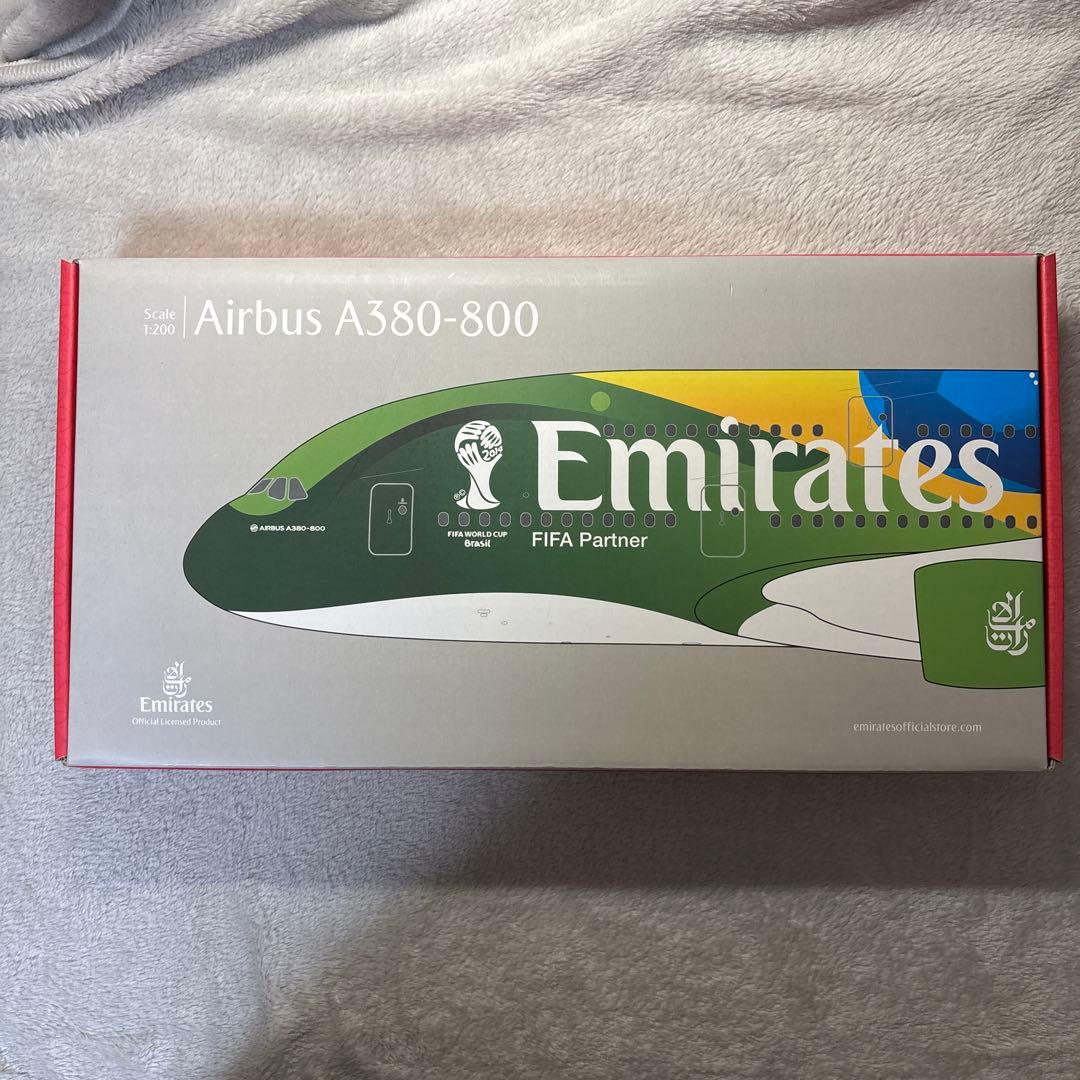 Scale
1:200
Airbus A380-800
2014
Emirates
AIRBUS A380-800
FIFA WORLD CUP
Brasil
FIFA Partner
Emirates
Official Licensed Product
emiratesofficialstore.com